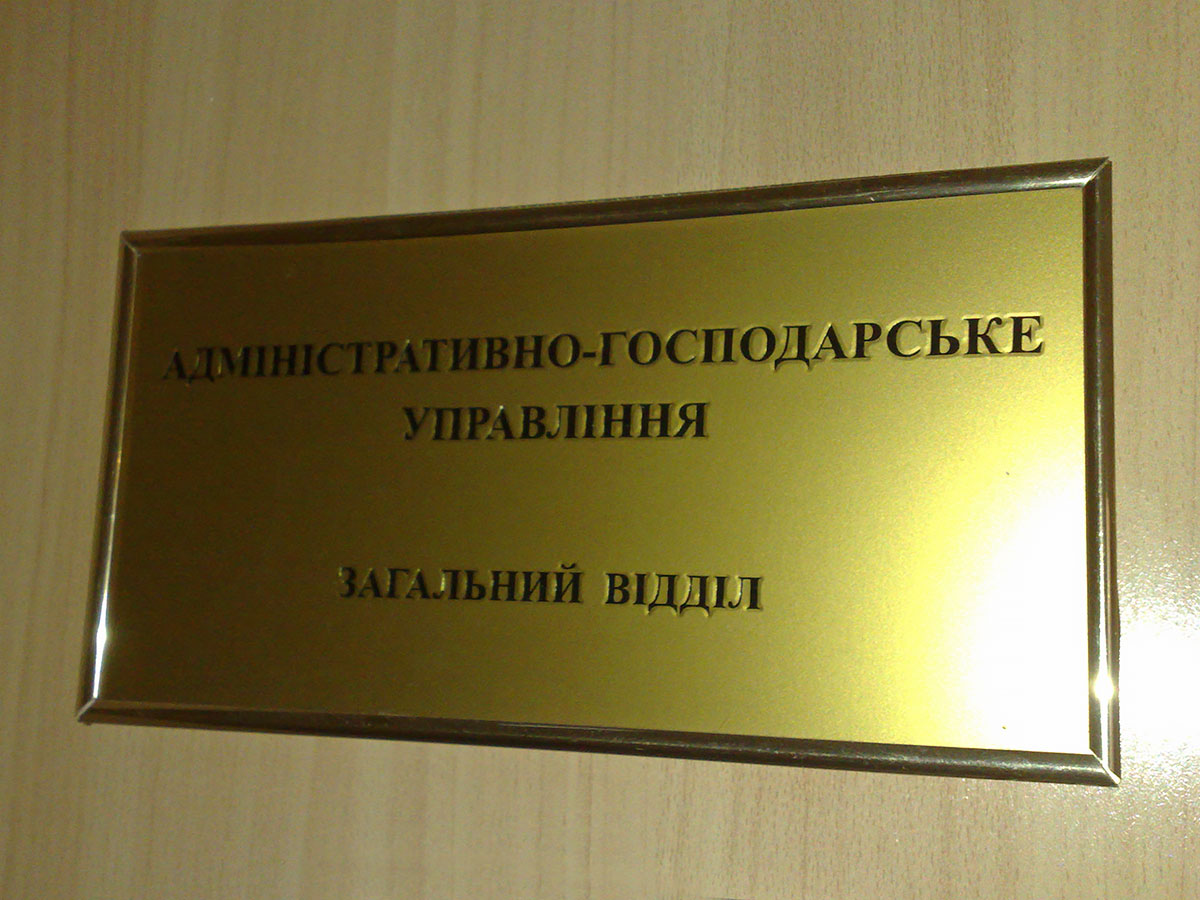 АДМІНІСТРАТИВНО-ГОСПОДАРСЬКЕ
УПРАВЛІННЯ
ЗАГАЛЬНИЙ ВІДДІЛ